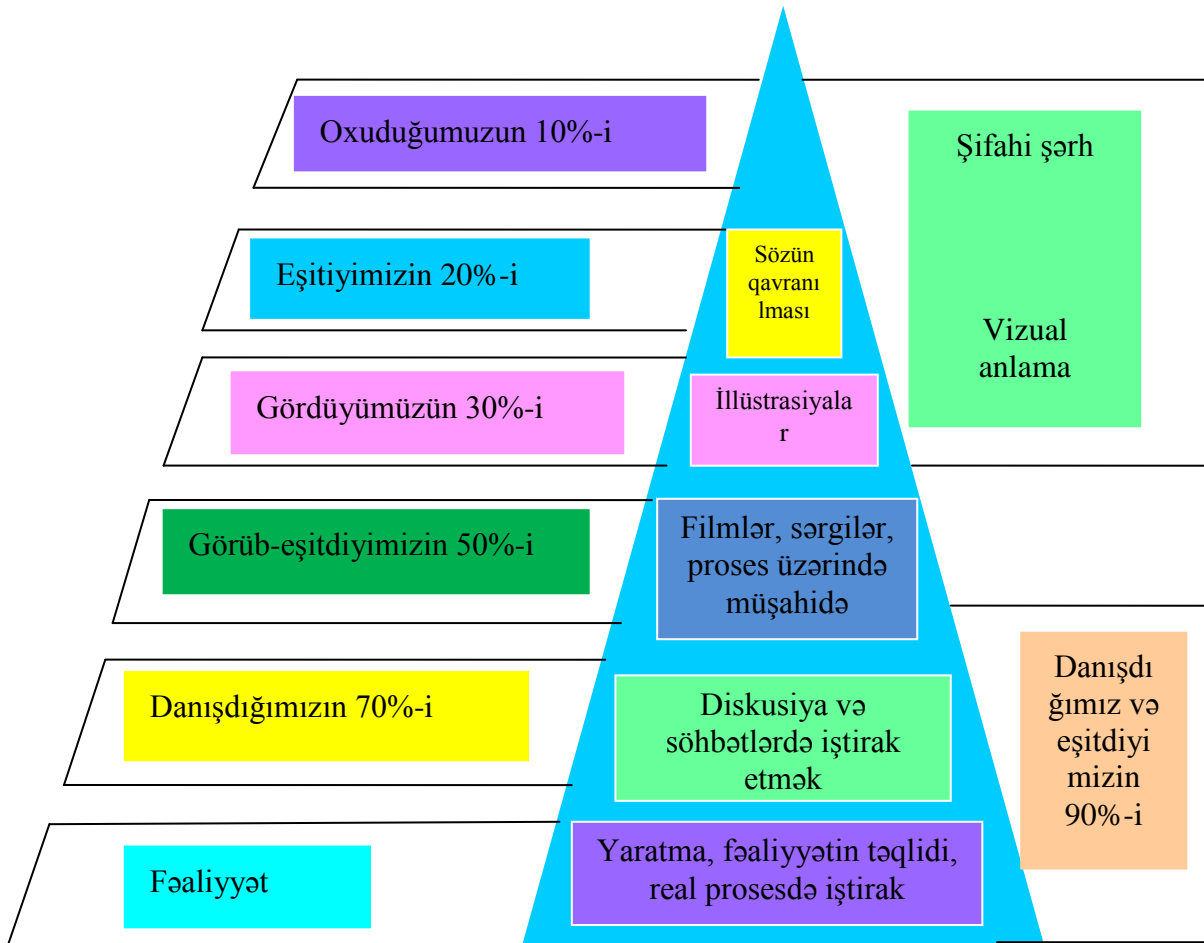 Oxuduğumuzun 10%-i
Şifahi şərh
Eşitiyimizin 20%-i
Sözün
qavranı
lması
Vizual
anlama
Gördüyümüzün 30%-i
İllüstrasiyala
r
Görüb-eşitdiyimizin 50%-i
Filmlər, sərgilər,
proses üzərində
müşahidə
Danışdığımızın 70%-i
Diskusiya və
söhbətlərdə iştirak
etmək
Danışdı
ğımız və
eşitdiyi
mizin
90%-i
Fəaliyyət
Yaratma, fəaliyyətin təqlidi,
real prosesdə iştirak